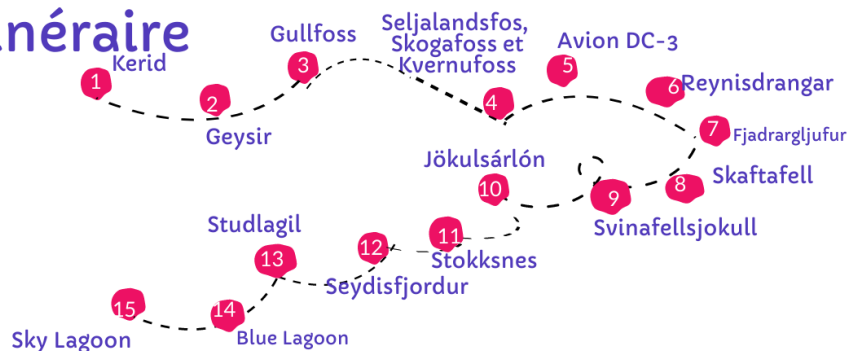 néraire
1
Kerid
2
Geysir
3
Gullfoss
4
Seljalandsfos,
Skogafoss et
Kvernufoss
5
Avion DC-3
6
Reynisdrangar
7
Fjadrargljufur
8
Skaftafell
9
Svinafellsjokull
10
Jökulsárlón
11
Stokksnes
12
Seydisfjordur
13
Studlagil
14
Blue Lagoon
15
Sky Lagoon